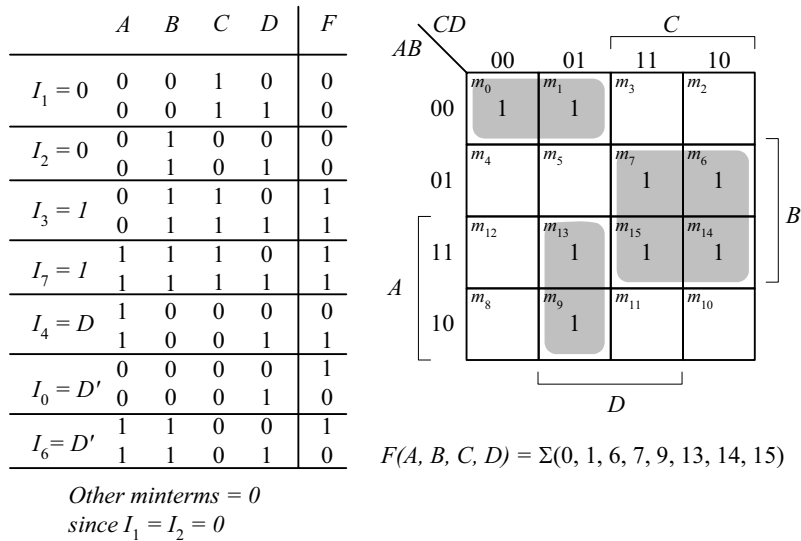 A B C D F
I₁ = 0
0 0 1 0 0
0 0 1 1 0
I₂ = 0
0 1 0 0 0
0 1 0 1 0
I₃ = 1
0 1 1 0 1
0 1 1 1 1
I₇ = 1
1 1 1 0 1
1 1 1 1 1
I₄ = D
1 0 0 0 0
1 0 0 1 1
I₀ = D′
0 0 0 0 1
0 0 0 1 0
I₆= D′
1 1 0 0 1
1 1 0 1 0
Other minterms = 0
since I₁ = I₂ = 0
CD
AB
C
00 01 11 10
00
m₀ m₁ m₃ m₂
1 1
01
m₄ m₅ m₇ m₆
1 1
B
11
m₁₂ m₁₃ m₁₅ m₁₄
1 1 1
A
10
m₈ m₉ m₁₁ m₁₀
1
D
F(A, B, C, D) = Σ(0, 1, 6, 7, 9, 13, 14, 15)